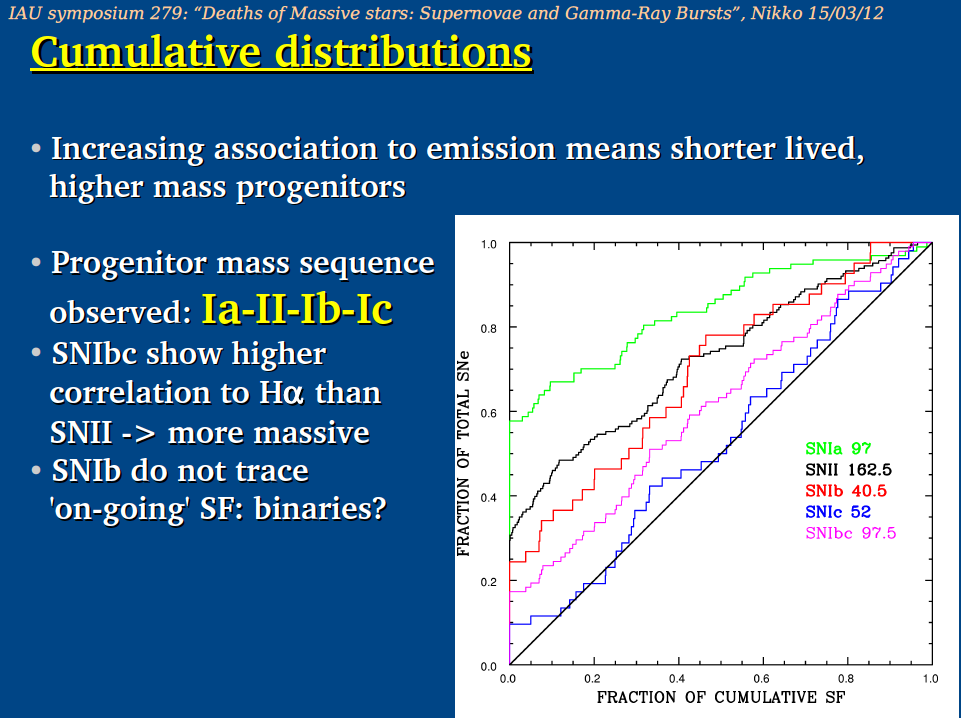 IAU symposium 279: “Deaths of Massive stars: Supernovae and Gamma-Ray Bursts”, Nikko 15/03/12
Cumulative distributions
• Increasing association to emission means shorter lived,
higher mass progenitors
• Progenitor mass sequence
observed: Ia-II-Ib-Ic
• SNIbc show higher
correlation to Hα than
SNII -> more massive
• SNIb do not trace
'on-going' SF: binaries?
FRACTION OF TOTAL SNe
1.0
0.8
0.6
0.4
0.2
0.0
SNIa 97
SNII 162.5
SNIb 40.5
SNIc 52
SNIbc 97.5
0.0 0.2 0.4 0.6 0.8 1.0
FRACTION OF CUMULATIVE SF